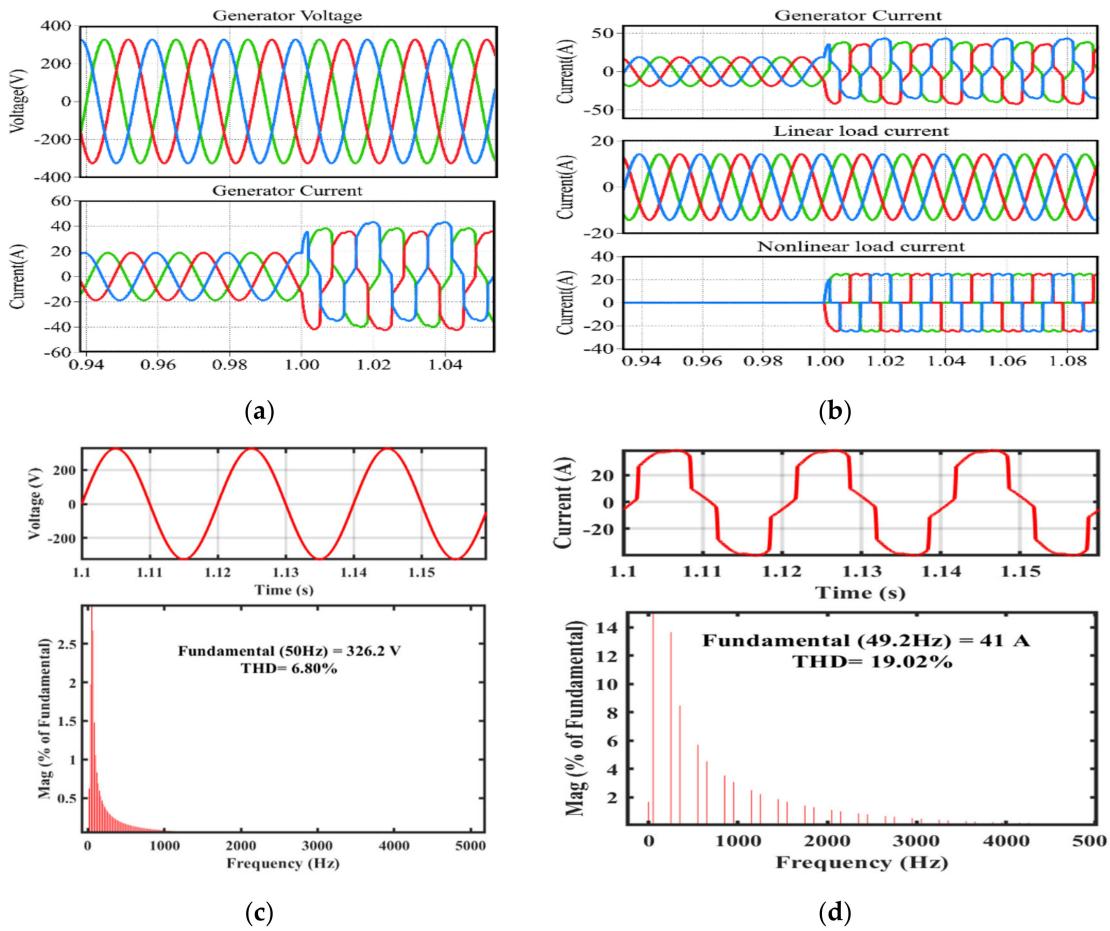 Generator Voltage
400
200
0
-200
-400
Voltage(V)
Generator Current
60
40
20
0
-20
-40
-60
Current(A)
0.94 0.96 0.98 1.00 1.02 1.04
(a)
Generator Current
50
0
-50
Current(A)
Linear load current
20
0
-20
Current(A)
Nonlinear load current
40
20
0
-20
-40
Current(A)
0.94 0.96 0.98 1.00 1.02 1.04 1.06 1.08
(b)
200
0
-200
Voltage (V)
1.1 1.11 1.12 1.13 1.14 1.15
Time (s)
Fundamental (50Hz) = 326.2 V
THD= 6.80%
2.5
2
1.5
1
0.5
Mag (% of Fundamental)
0 1000 2000 3000 4000 5000
Frequency (Hz)
(c)
20
0
-20
Current (A)
1.1 1.11 1.12 1.13 1.14 1.15
Time (s)
Fundamental (49.2Hz) = 41 A
THD= 19.02%
14
12
10
8
6
4
2
Mag (% of Fundamental)
0 1000 2000 3000 4000 500
Frequency (Hz)
(d)